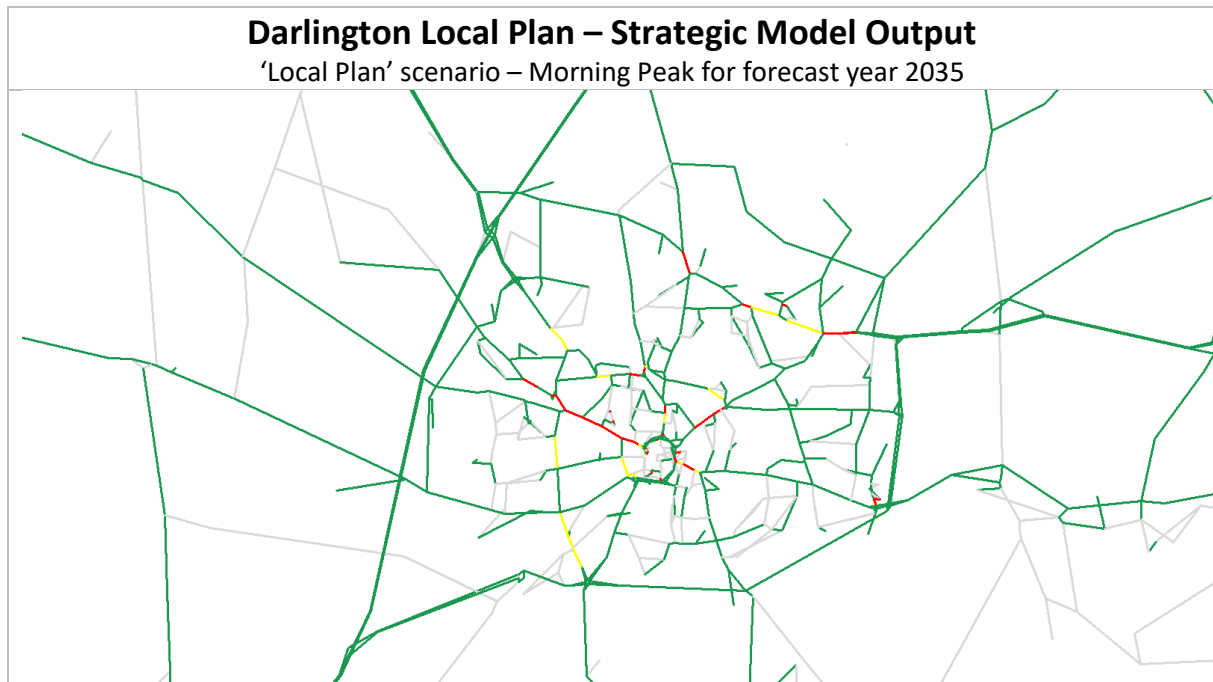 Darlington Local Plan – Strategic Model Output
‘Local Plan’ scenario – Morning Peak for forecast year 2035